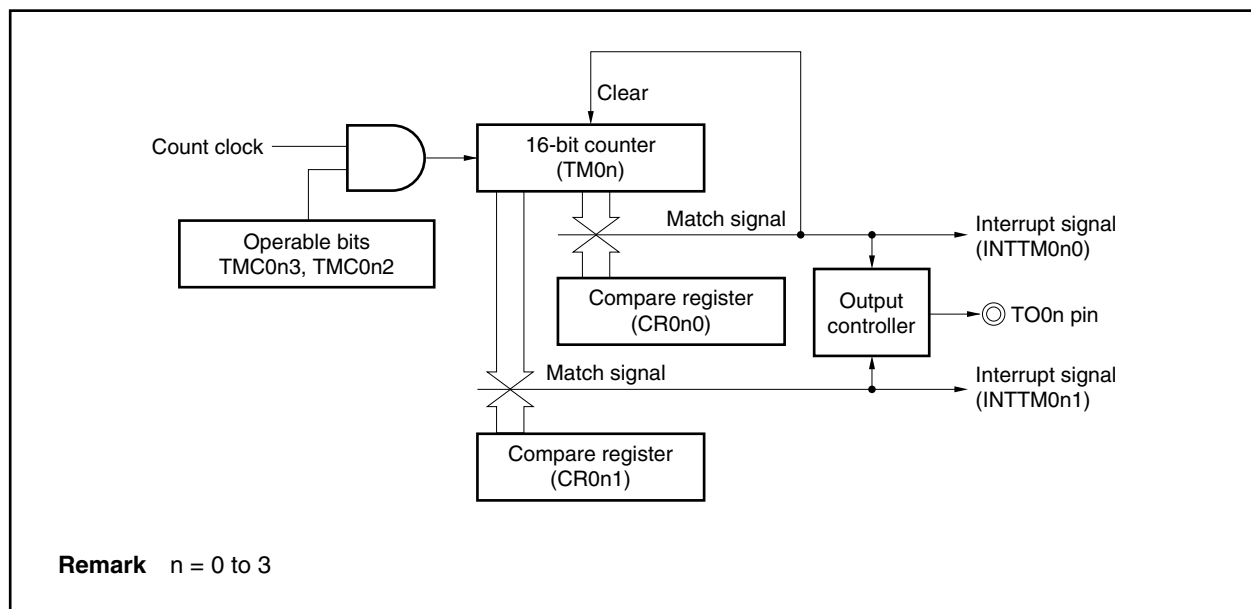 Clear
Count clock
16-bit counter
(TM0n)
Operable bits
TMC0n3, TMC0n2
Match signal
Interrupt signal
(INTTM0n0)
Compare register
(CR0n0)
Output
controller
TO0n pin
Match signal
Interrupt signal
(INTTM0n1)
Compare register
(CR0n1)
Remark n = 0 to 3